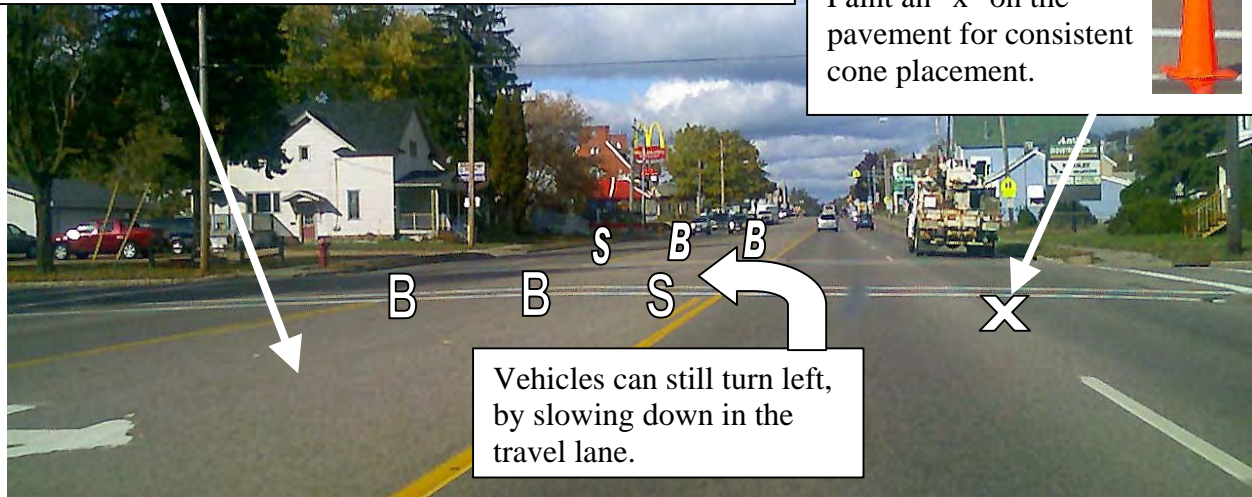 Paint an "x" on the
pavement for consistent
cone placement.
S B B
B B S
X
Vehicles can still turn left,
by slowing down in the
travel lane.